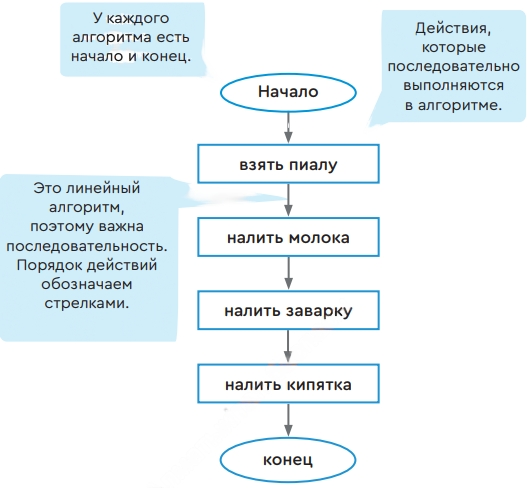 У каждого
алгоритма есть
начало и конец.
Действия,
которые
последовательно
выполняются
в алгоритме.
Начало
взять пиалу
Это линейный
алгоритм,
поэтому важна
последовательность.
Порядок действий
обозначаем
стрелками.
налить молока
налить заварку
налить кипятка
конец